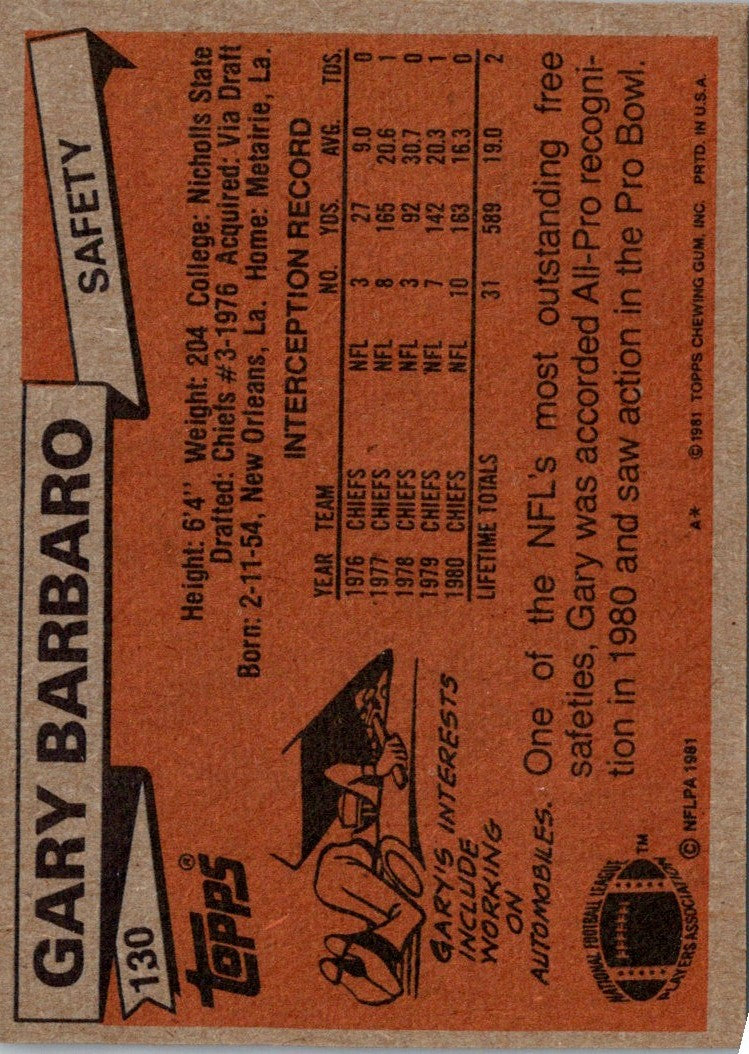 GARY BARBARO
SAFETY
130
TOPPS®
Height: 6'4" Weight: 204 College: Nicholls State
Drafted: Chiefs #3-1976 Acquired: Via Draft
Born: 2-11-54, New Orleans, La. Home: Metairie, La.
INTERCEPTION RECORD
YEAR TEAM NO. YDS. AVG. TDS.
1976 CHIEFS NFL 3 27 9.0 0
1977 CHIEFS NFL 8 165 20.6 1
1978 CHIEFS NFL 3 92 30.7 0
1979 CHIEFS NFL 7 142 20.3 1
1980 CHIEFS NFL 10 163 16.3 0
LIFETIME TOTALS 31 589 19.0 2
GARY'S INTERESTS
INCLUDE
WORKING
ON
AUTOMOBILES.
One of the NFL's most outstanding free
safeties, Gary was accorded All-Pro recogni-
tion in 1980 and saw action in the Pro Bowl.
NATIONAL FOOTBALL LEAGUE
PLAYERS ASSOCIATION
™
© NFLPA 1981
A* ©1981 TOPPS CHEWING GUM, INC. PRTD. IN U.S.A.